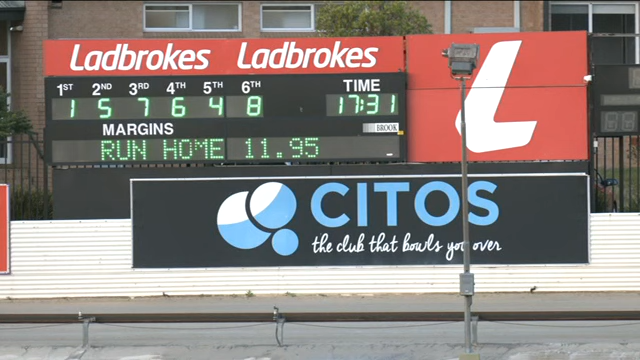 Ladbrokes Ladbrokes
1ST 2ND 3RD 4TH 5TH 6TH TIME
1 5 7 6 4 8 17:31
MARGINS BROOK
RUN HOME 11.95
L
CITOS
the club that bowls you over